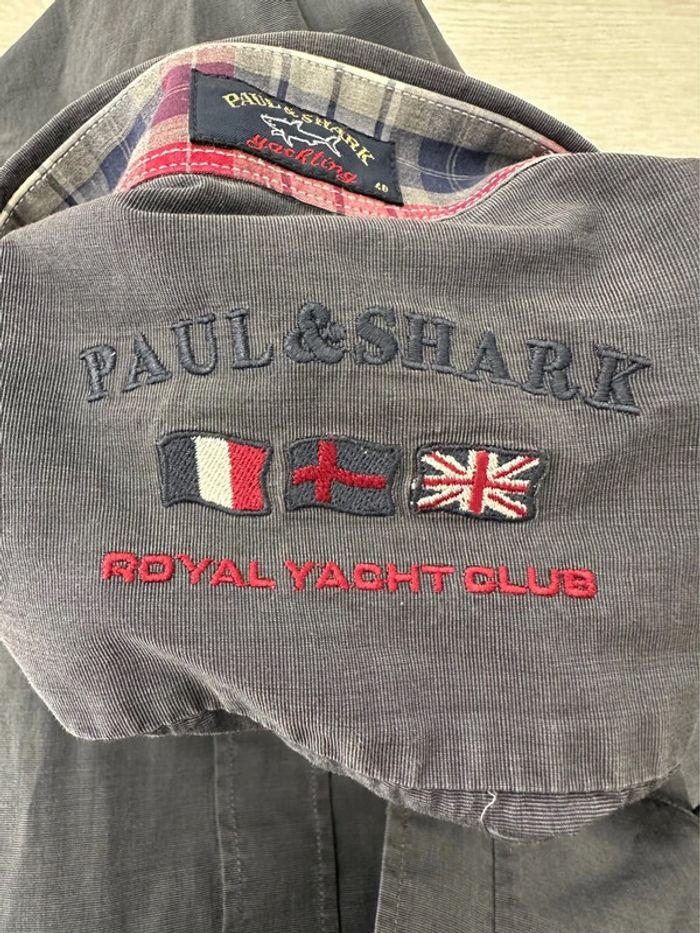 PAUL & SHARK
yachting
40
PAUL & SHARK
ROYAL YACHT CLUB